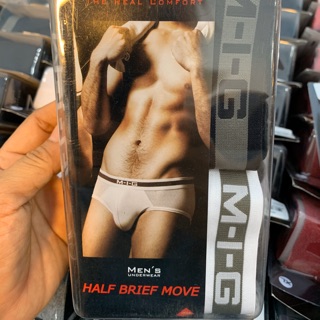 THE REAL COMFORT
M-I-G
M-I-G
M-I-G
MEN'S
UNDERWEAR
HALF BRIEF MOVE